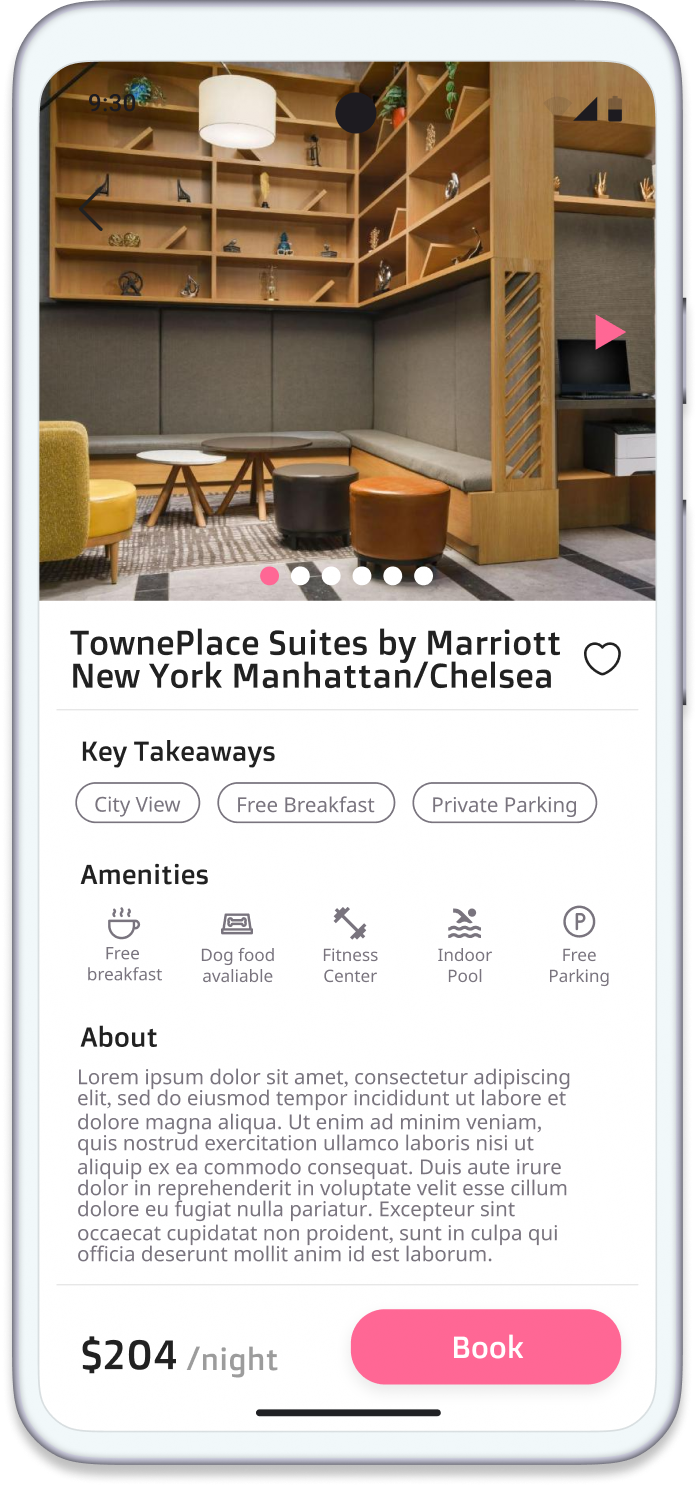 9:30
TownePlace Suites by Marriott
New York Manhattan/Chelsea
Key Takeaways
City View
Free Breakfast
Private Parking
Amenities
Free
breakfast
Dog food
avaliable
Fitness
Center
Indoor
Pool
P
Free
Parking
About
Lorem ipsum dolor sit amet, consectetur adipiscing
elit, sed do eiusmod tempor incididunt ut labore et
dolore magna aliqua. Ut enim ad minim veniam,
quis nostrud exercitation ullamco laboris nisi ut
aliquip ex ea commodo consequat. Duis aute irure
dolor in reprehenderit in voluptate velit esse cillum
dolore eu fugiat nulla pariatur. Excepteur sint
occaecat cupidatat non proident, sunt in culpa qui
officia deserunt mollit anim id est laborum.
$204 /night
Book